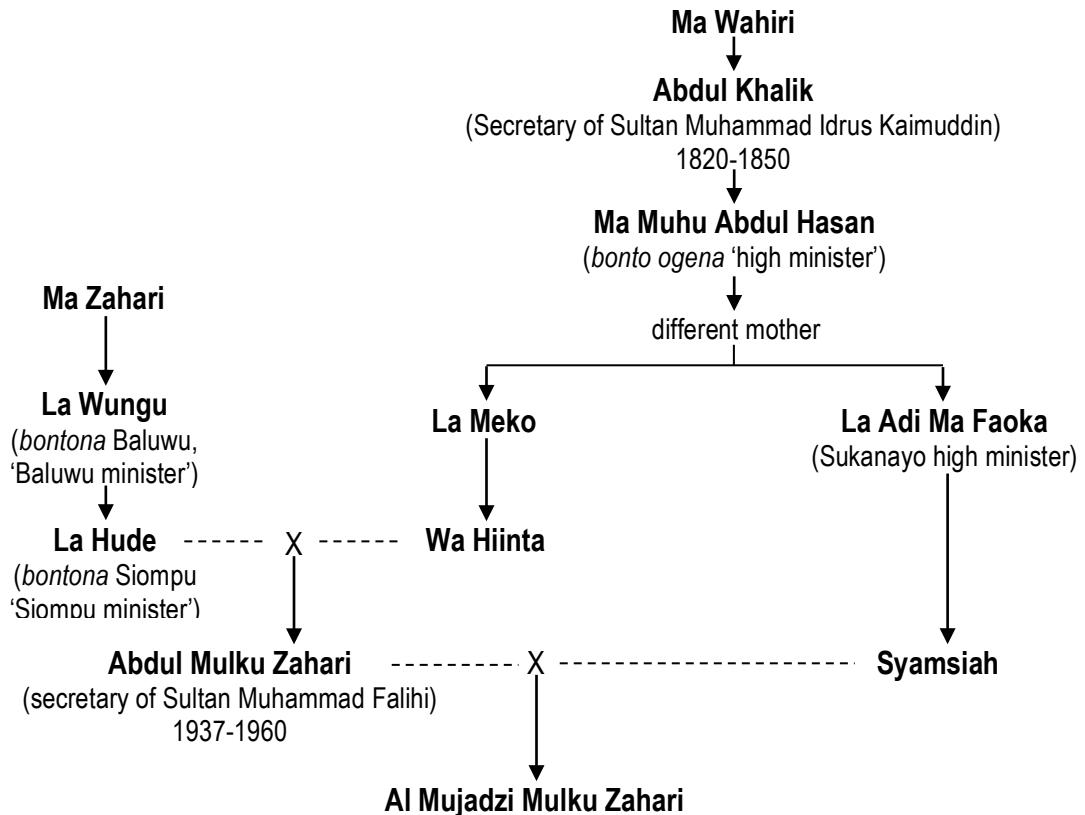 Ma Wahiri
Abdul Khalik
(Secretary of Sultan Muhammad Idrus Kaimuddin)
1820-1850
Ma Muhu Abdul Hasan
(bonto ogena ‘high minister’)
different mother
Ma Zahari
La Wungu
(bontona Baluwu,
‘Baluwu minister’)
La Meko
La Adi Ma Faoka
(Sukanayo high minister)
La Hude
(bontona Siompu
‘Siompu minister’)
X
Wa Hiinta
Abdul Mulku Zahari
(secretary of Sultan Muhammad Falihi)
1937-1960
X
Syamsiah
Al Mujadzi Mulku Zahari